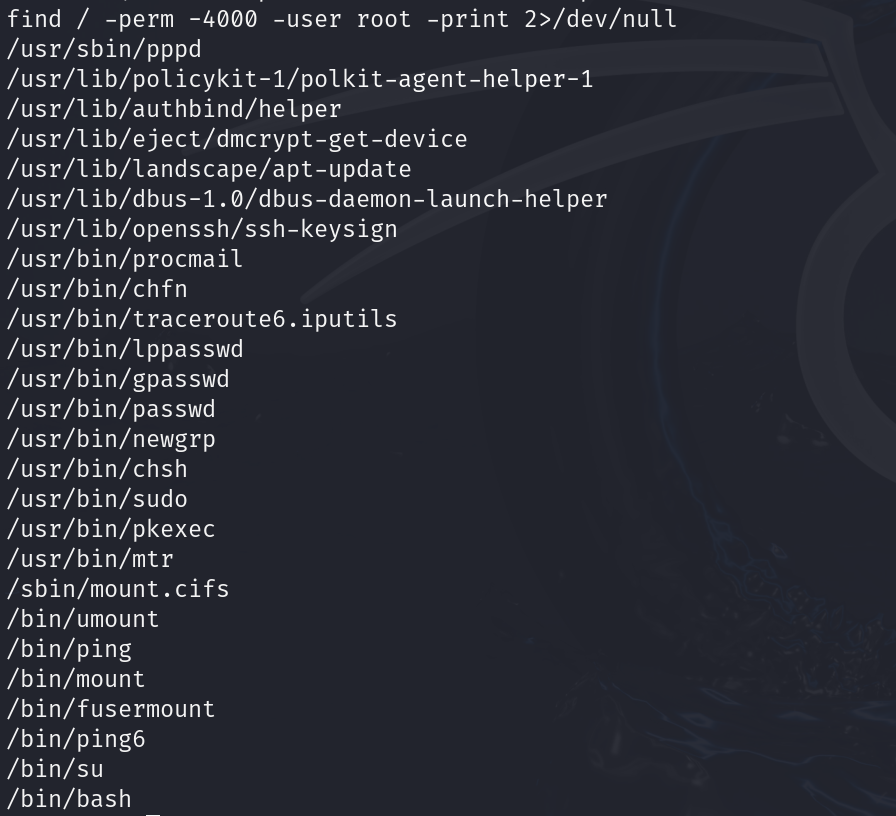 find / -perm -4000 -user root -print 2>/dev/null
/usr/sbin/pppd
/usr/lib/policykit-1/polkit-agent-helper-1
/usr/lib/authbind/helper
/usr/lib/eject/dmcrypt-get-device
/usr/lib/landscape/apt-update
/usr/lib/dbus-1.0/dbus-daemon-launch-helper
/usr/lib/openssh/ssh-keysign
/usr/bin/procmail
/usr/bin/chfn
/usr/bin/traceroute6.iputils
/usr/bin/lppasswd
/usr/bin/gpasswd
/usr/bin/passwd
/usr/bin/newgrp
/usr/bin/chsh
/usr/bin/sudo
/usr/bin/pkexec
/usr/bin/mtr
/sbin/mount.cifs
/bin/umount
/bin/ping
/bin/mount
/bin/fusermount
/bin/ping6
/bin/su
/bin/bash